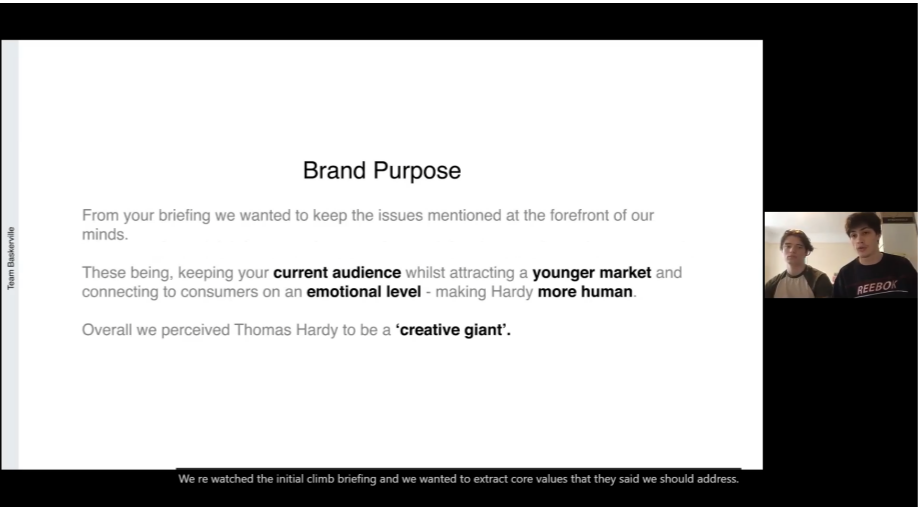 Team Baskerville
Brand Purpose
From your briefing we wanted to keep the issues mentioned at the forefront of our
minds.
These being, keeping your current audience whilst attracting a younger market and
connecting to consumers on an emotional level - making Hardy more human.
Overall we perceived Thomas Hardy to be a ‘creative giant’.
REEBOK
We re watched the initial climb briefing and we wanted to extract core values that they said we should address.